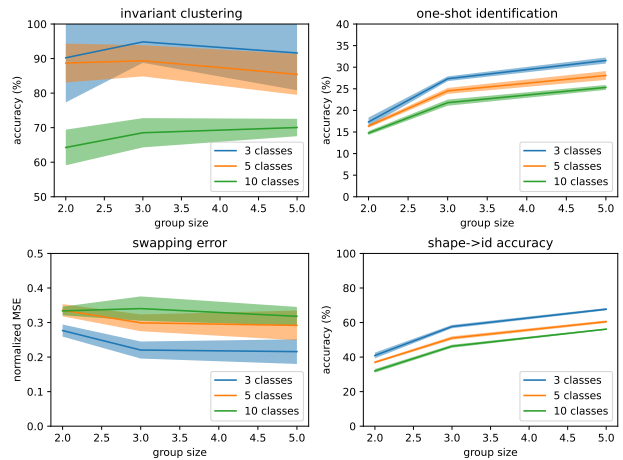 invariant clustering
accuracy (%)
100
90
80
70
60
50
2.0 2.5 3.0 3.5 4.0 4.5 5.0
group size
3 classes
5 classes
10 classes
one-shot identification
accuracy (%)
40
35
30
25
20
15
10
5
0
2.0 2.5 3.0 3.5 4.0 4.5 5.0
group size
3 classes
5 classes
10 classes
swapping error
normalized MSE
0.5
0.4
0.3
0.2
0.1
0.0
2.0 2.5 3.0 3.5 4.0 4.5 5.0
group size
3 classes
5 classes
10 classes
shape->id accuracy
accuracy (%)
100
80
60
40
20
0
2.0 2.5 3.0 3.5 4.0 4.5 5.0
group size
3 classes
5 classes
10 classes